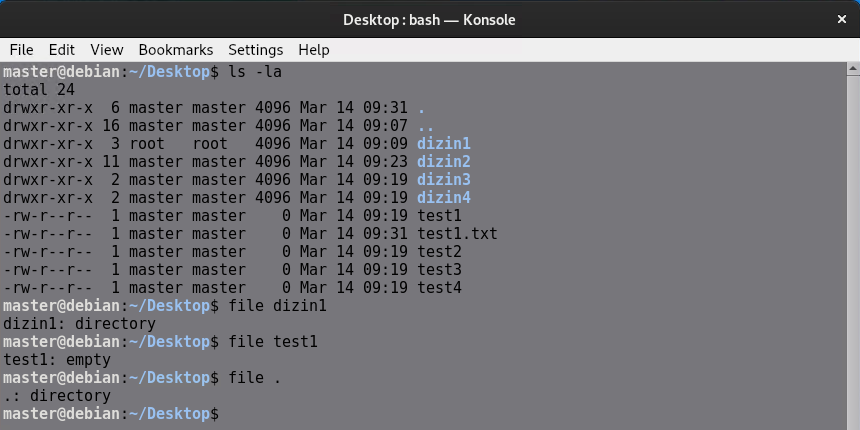 Desktop : bash — Konsole
File Edit View Bookmarks Settings Help
master@debian:~/Desktop$ ls -la
total 24
drwxr-xr-x  6 master master 4096 Mar 14 09:31 .
drwxr-xr-x 16 master master 4096 Mar 14 09:07 ..
drwxr-xr-x  3 root   root   4096 Mar 14 09:09 dizin1
drwxr-xr-x 11 master master 4096 Mar 14 09:23 dizin2
drwxr-xr-x  2 master master 4096 Mar 14 09:19 dizin3
drwxr-xr-x  2 master master 4096 Mar 14 09:19 dizin4
-rw-r--r--  1 master master    0 Mar 14 09:19 test1
-rw-r--r--  1 master master    0 Mar 14 09:31 test1.txt
-rw-r--r--  1 master master    0 Mar 14 09:19 test2
-rw-r--r--  1 master master    0 Mar 14 09:19 test3
-rw-r--r--  1 master master    0 Mar 14 09:19 test4
master@debian:~/Desktop$ file dizin1
dizin1: directory
master@debian:~/Desktop$ file test1
test1: empty
master@debian:~/Desktop$ file .
.: directory
master@debian:~/Desktop$